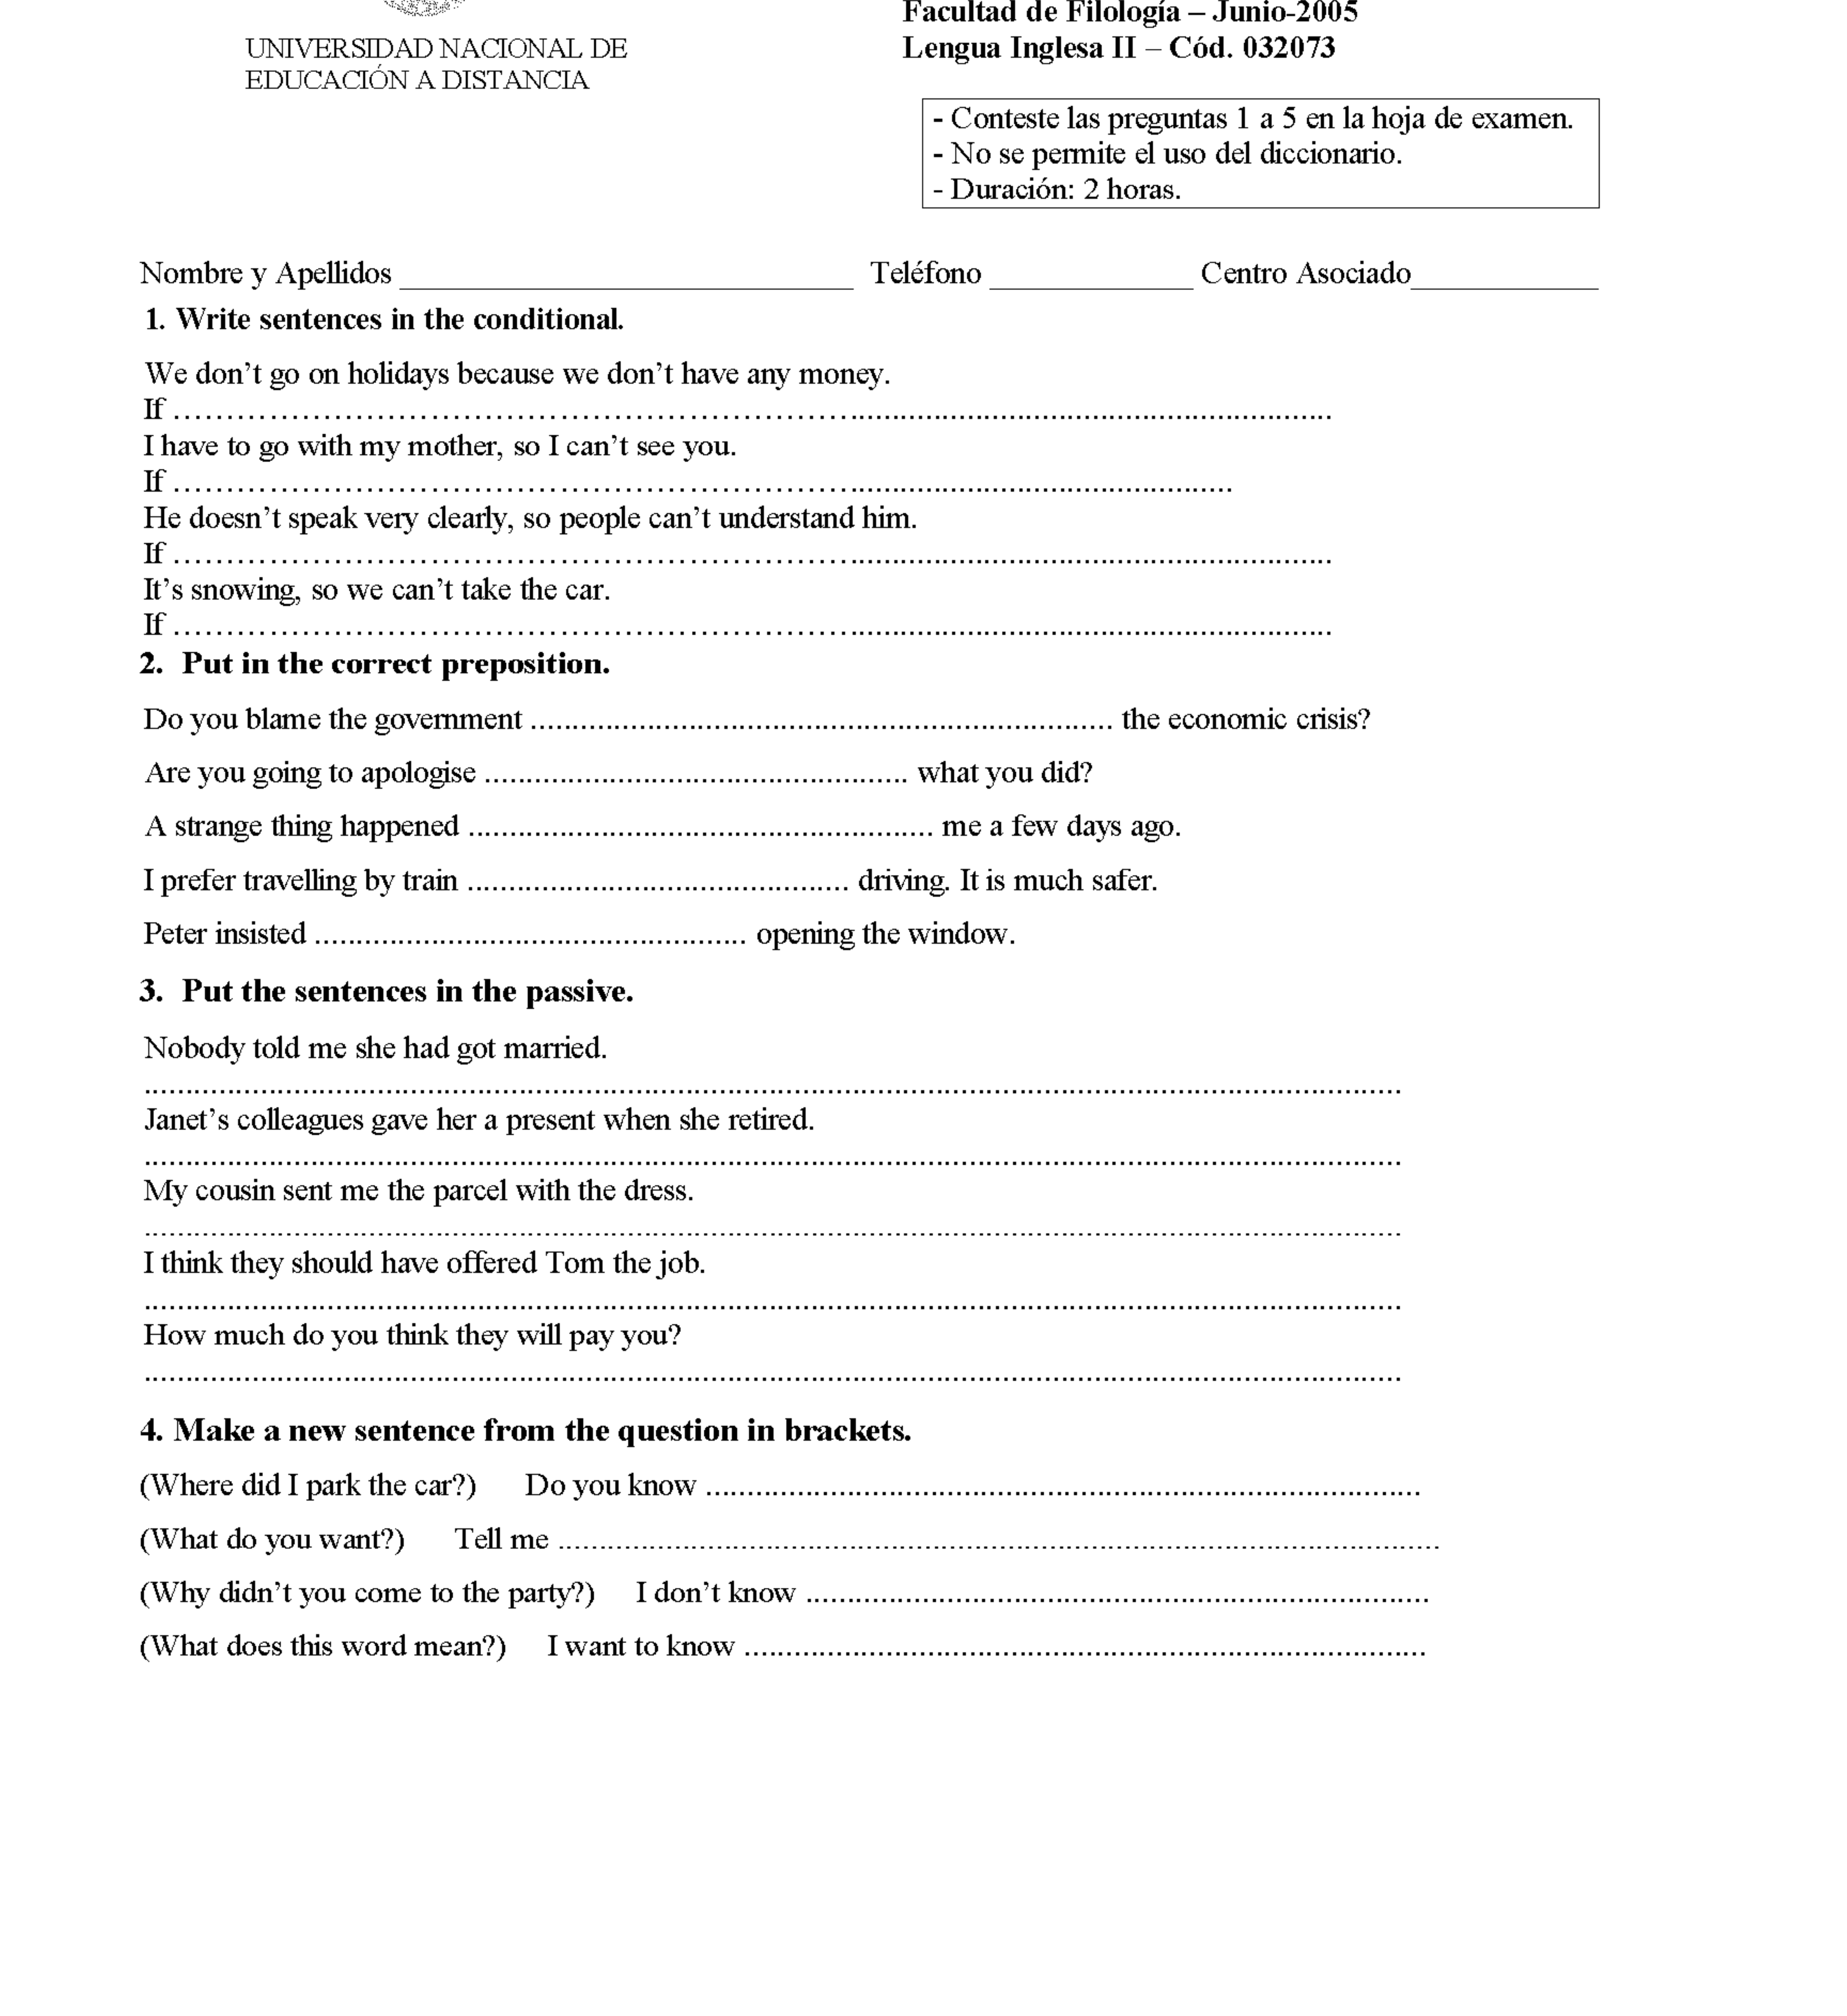 Facultad de Filología – Junio-2005
UNIVERSIDAD NACIONAL DE
EDUCACIÓN A DISTANCIA
Lengua Inglesa II – Cód. 032073
- Conteste las preguntas 1 a 5 en la hoja de examen.
- No se permite el uso del diccionario.
- Duración: 2 horas.
Nombre y Apellidos ______________________________ Teléfono _____________ Centro Asociado____________
1. Write sentences in the conditional.
We don't go on holidays because we don't have any money.
If ..........................................................................................
I have to go with my mother, so I can't see you.
If ..........................................................................................
He doesn't speak very clearly, so people can't understand him.
If ..........................................................................................
It's snowing, so we can't take the car.
If ..........................................................................................
2. Put in the correct preposition.
Do you blame the government .......................................... the economic crisis?
Are you going to apologise .......................................... what you did?
A strange thing happened .......................................... me a few days ago.
I prefer travelling by train .......................................... driving. It is much safer.
Peter insisted .......................................... opening the window.
3. Put the sentences in the passive.
Nobody told me she had got married.
..........................................................................................
Janet's colleagues gave her a present when she retired.
..........................................................................................
My cousin sent me the parcel with the dress.
..........................................................................................
I think they should have offered Tom the job.
..........................................................................................
How much do you think they will pay you?
..........................................................................................
4. Make a new sentence from the question in brackets.
(Where did I park the car?) Do you know ..........................................................
(What do you want?) Tell me ..........................................................
(Why didn't you come to the party?) I don't know ..........................................................
(What does this word mean?) I want to know ..........................................................